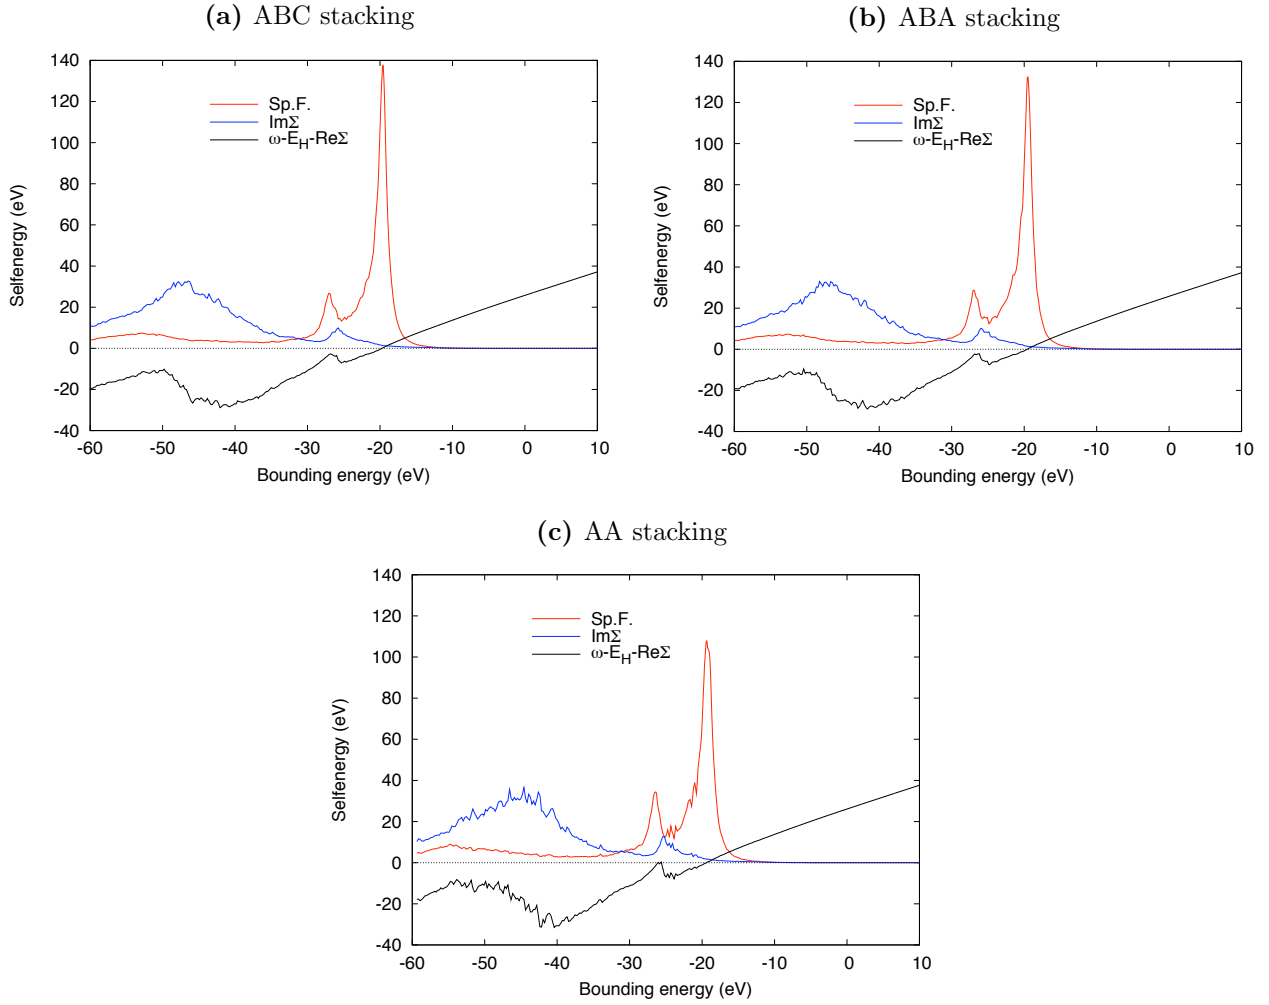 (a) ABC stacking
140
120
100
80
60
40
20
0
-20
-40
-60 -50 -40 -30 -20 -10 0 10
Selfenergy (eV)
Bounding energy (eV)
Sp.F.
ImΣ
ω-E_H-ReΣ
(b) ABA stacking
140
120
100
80
60
40
20
0
-20
-40
-60 -50 -40 -30 -20 -10 0 10
Selfenergy (eV)
Bounding energy (eV)
Sp.F.
ImΣ
ω-E_H-ReΣ
(c) AA stacking
140
120
100
80
60
40
20
0
-20
-40
-60 -50 -40 -30 -20 -10 0 10
Selfenergy (eV)
Bounding energy (eV)
Sp.F.
ImΣ
ω-E_H-ReΣ